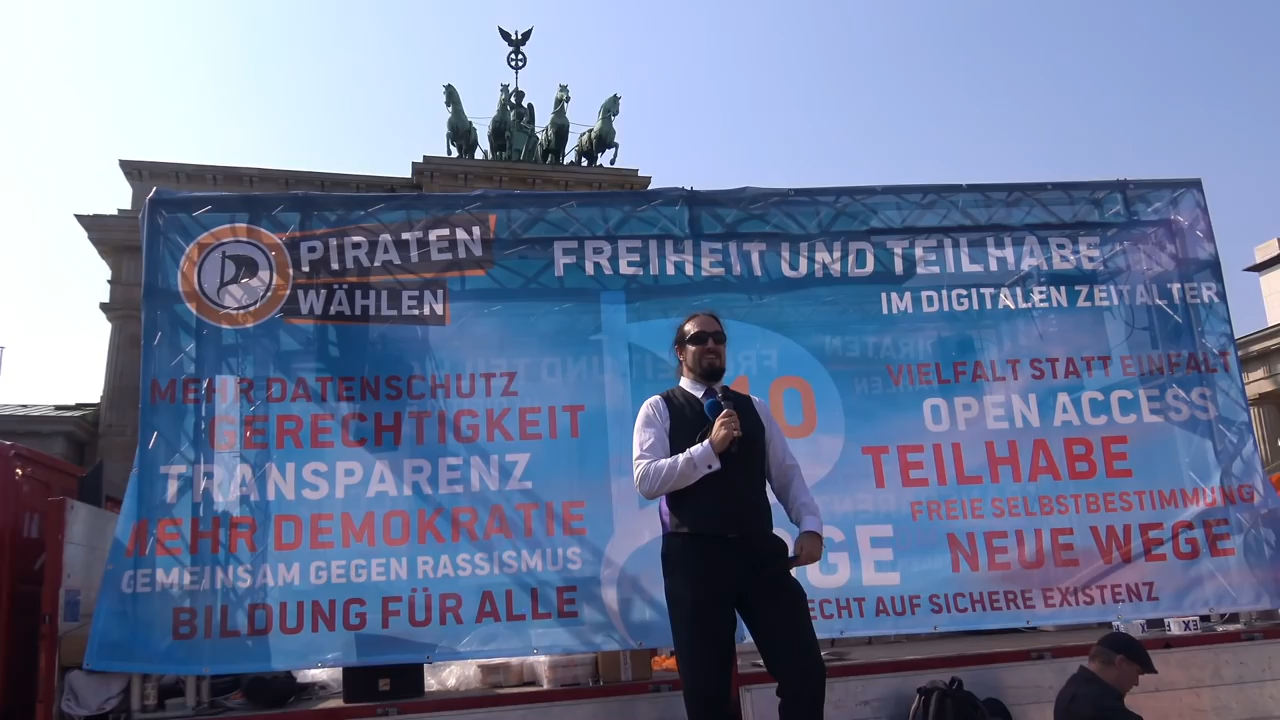 PIRATEN
WÄHLEN
FREIHEIT UND TEILHABE
IM DIGITALEN ZEITALTER
MEHR DATENSCHUTZ
GERECHTIGKEIT
TRANSPARENZ
MEHR DEMOKRATIE
GEMEINSAM GEGEN RASSISMUS
BILDUNG FÜR ALLE
VIELFALT STATT EINFALT
OPEN ACCESS
TEILHABE
FREIE SELBSTBESTIMMUNG
NEUE WEGE
ECHT AUF SICHERE EXISTENZ